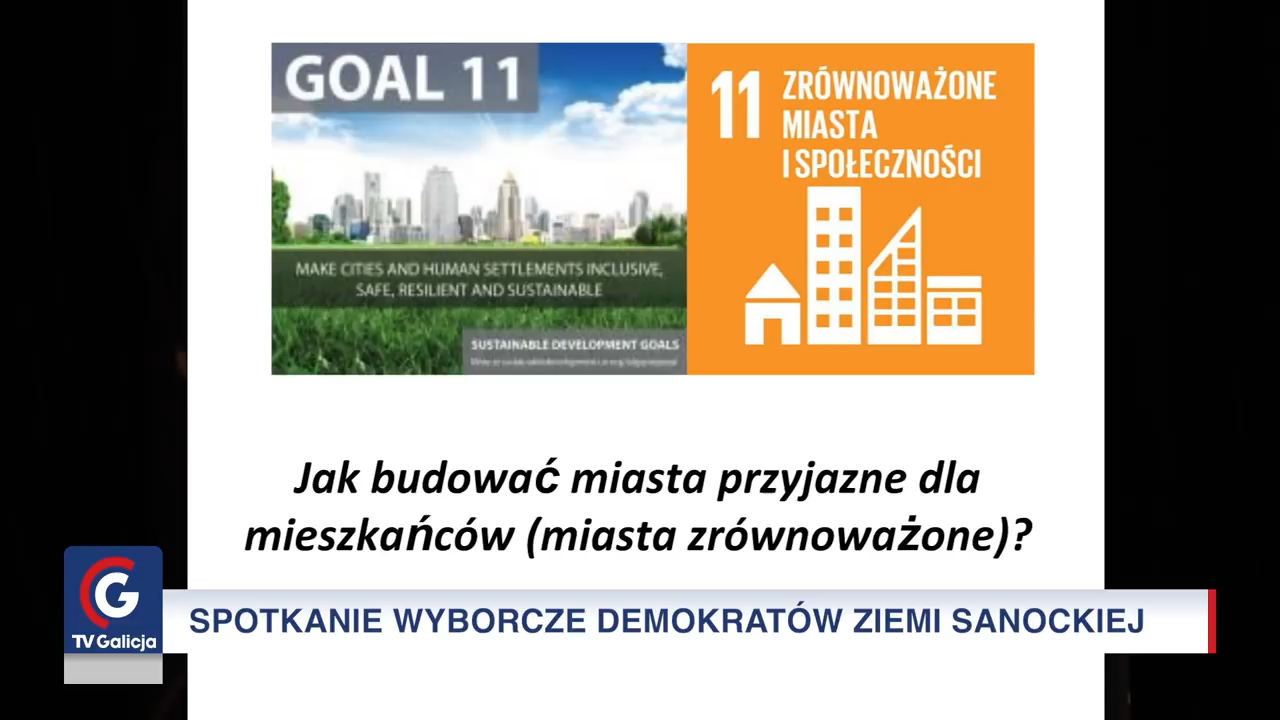 GOAL 11
MAKE CITIES AND HUMAN SETTLEMENTS INCLUSIVE,
SAFE, RESILIENT AND SUSTAINABLE
SUSTAINABLE DEVELOPMENT GOALS
11 ZRÓWNOWAŻONE
MIASTA
I SPOŁECZNOŚCI
Jak budować miasta przyjazne dla
mieszkańców (miasta zrównoważone)?
G
TV Galicja
SPOTKANIE WYBORCZE DEMOKRATÓW ZIEMI SANOCKIEJ